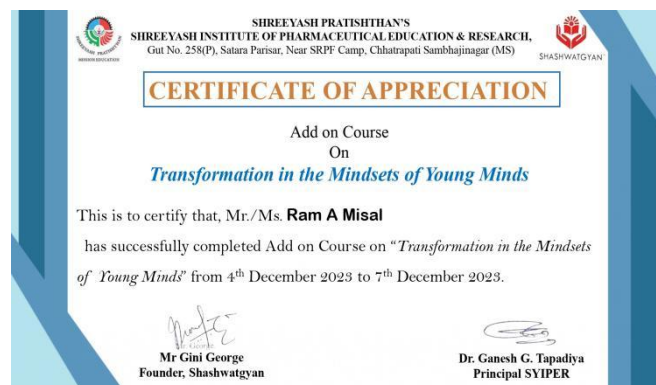 SHREEYASH PRATISHTHAN'S
SHREEYASH INSTITUTE OF PHARMACEUTICAL EDUCATION & RESEARCH,
Gut No. 258(P), Satara Parisar, Near SRPF Camp, Chhatrapati Sambhajinagar (MS)
MISSION EDUCATION
SHASHWATGYAN
CERTIFICATE OF APPRECIATION
Add on Course
On
Transformation in the Mindsets of Young Minds
This is to certify that, Mr./Ms. Ram A Misal
has successfully completed Add on Course on “Transformation in the Mindsets
of Young Minds” from 4th December 2023 to 7th December 2023.
Mr Gini George
Founder, Shashwatgyan
Dr. Ganesh G. Tapadiya
Principal SYIPER